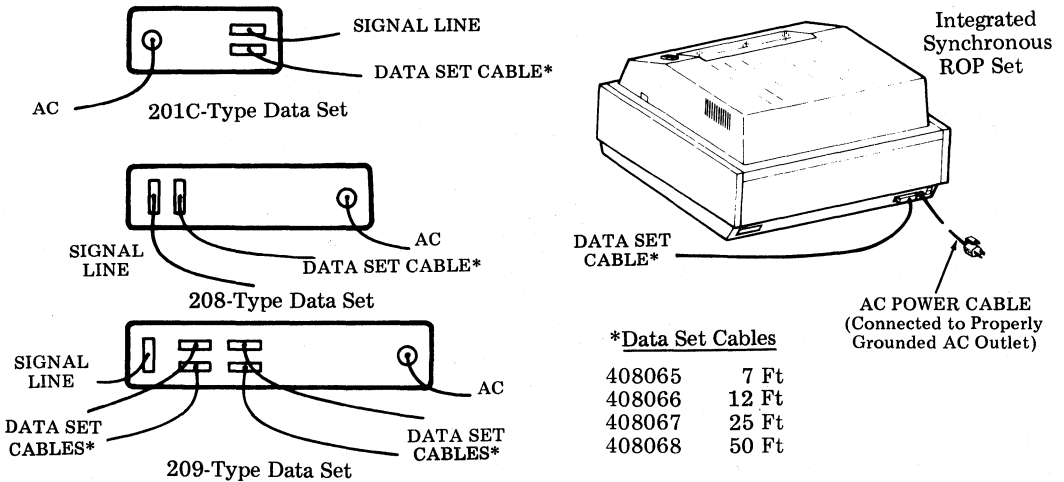 SIGNAL LINE
DATA SET CABLE*
AC
201C-Type Data Set
SIGNAL
LINE
DATA SET CABLE*
AC
208-Type Data Set
SIGNAL
LINE
AC
DATA SET
CABLES*
DATA SET
CABLES*
209-Type Data Set
Integrated
Synchronous
ROP Set
DATA SET
CABLE*
AC POWER CABLE
(Connected to Properly
Grounded AC Outlet)
*Data Set Cables
408065 7 Ft
408066 12 Ft
408067 25 Ft
408068 50 Ft